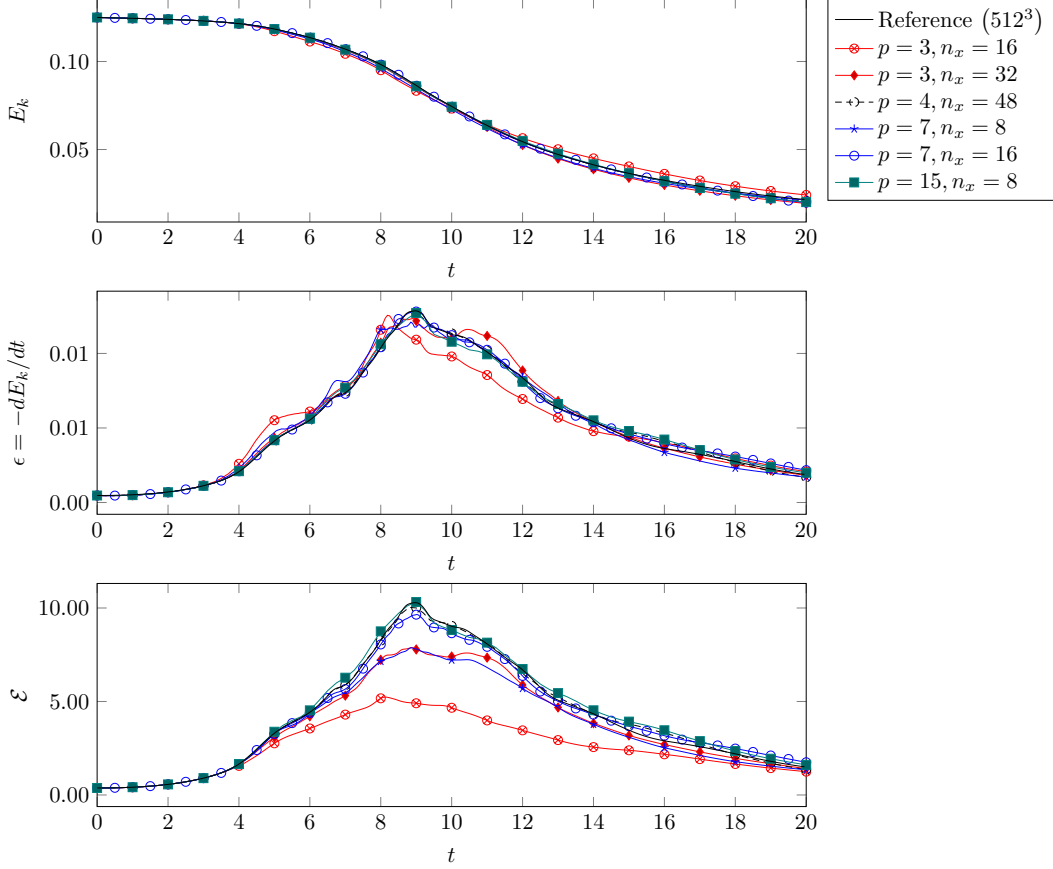 0.10
0.05
E_k
0 2 4 6 8 10 12 14 16 18 20
t
Reference (512³)
p = 3, n_x = 16
p = 3, n_x = 32
p = 4, n_x = 48
p = 7, n_x = 8
p = 7, n_x = 16
p = 15, n_x = 8
0.01
0.01
0.00
ϵ = −dE_k/dt
0 2 4 6 8 10 12 14 16 18 20
t
10.00
5.00
0.00
ℰ
0 2 4 6 8 10 12 14 16 18 20
t